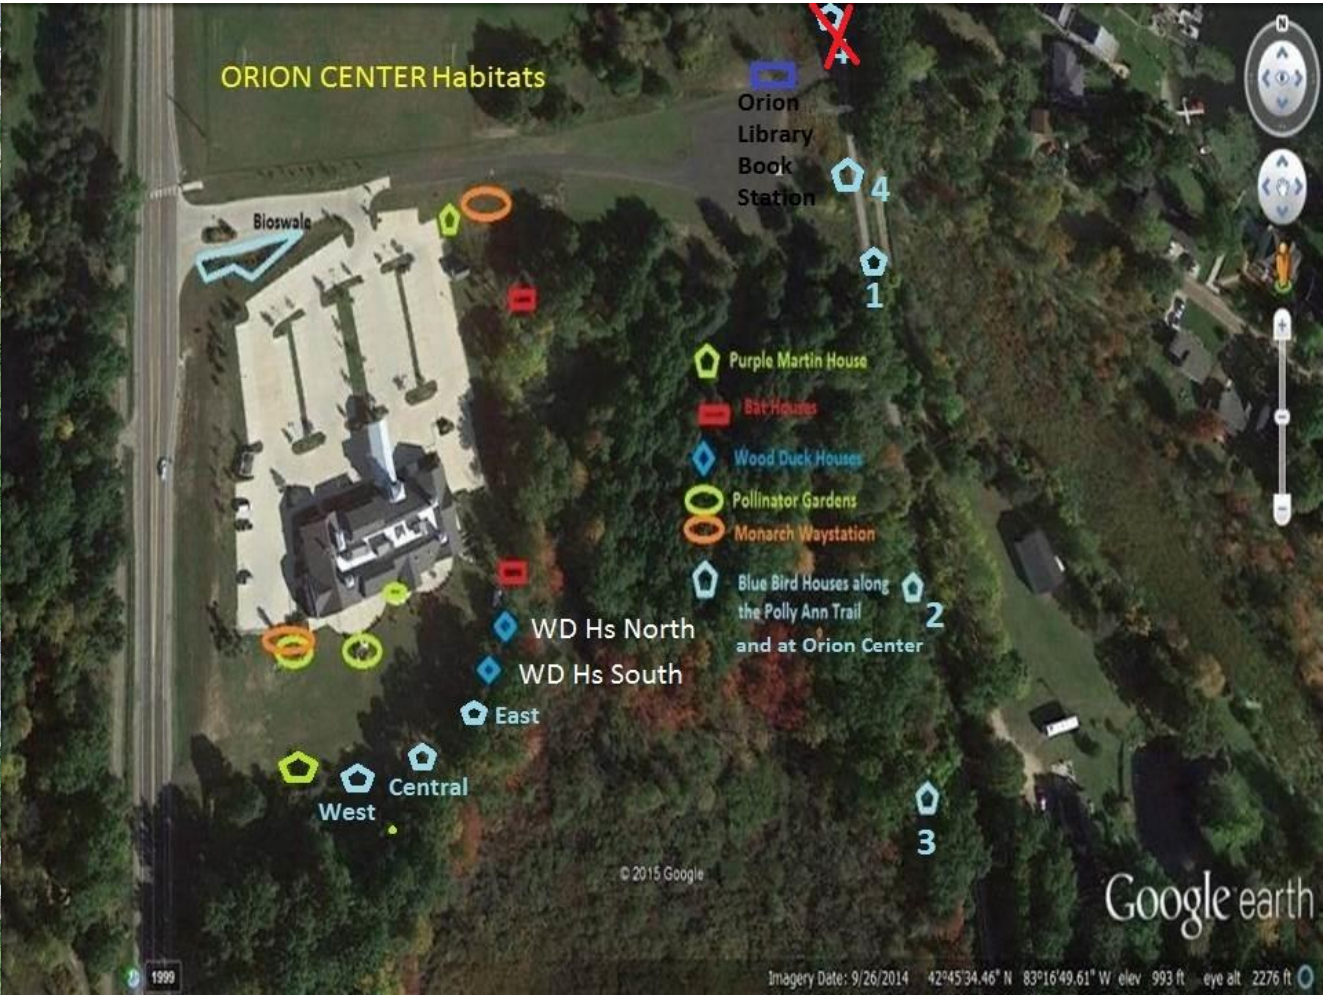 ORION CENTER Habitats
4
Orion
Library
Book
Station
4
Bioswale
1
Purple Martin House
Bat Houses
Wood Duck Houses
Pollinator Gardens
Monarch Waystation
Blue Bird Houses along
the Polly Ann Trail
and at Orion Center
2
WD Hs North
WD Hs South
East
Central
West
3
© 2015 Google
Google earth
1999
Imagery Date: 9/26/2014 42°45'34.46" N 83°16'49.61" W elev 993 ft eye alt 2276 ft
N